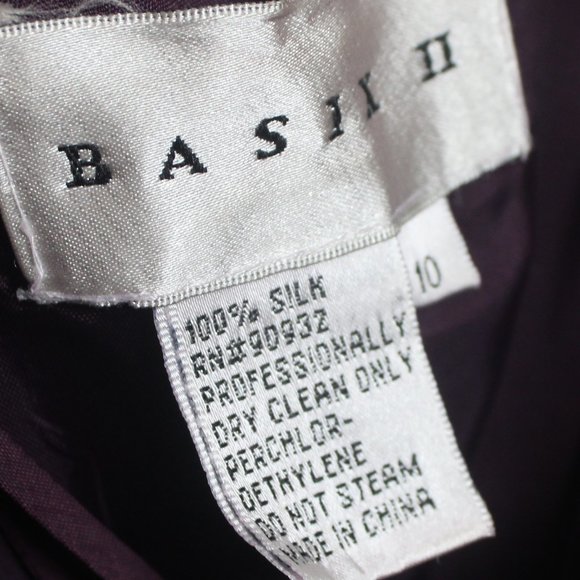 BASIX II
10
100% SILK
RN#90932
PROFESSIONALLY
DRY CLEAN ONLY
PERCHLOR-
OETHYLENE
DO NOT STEAM
MADE IN CHINA